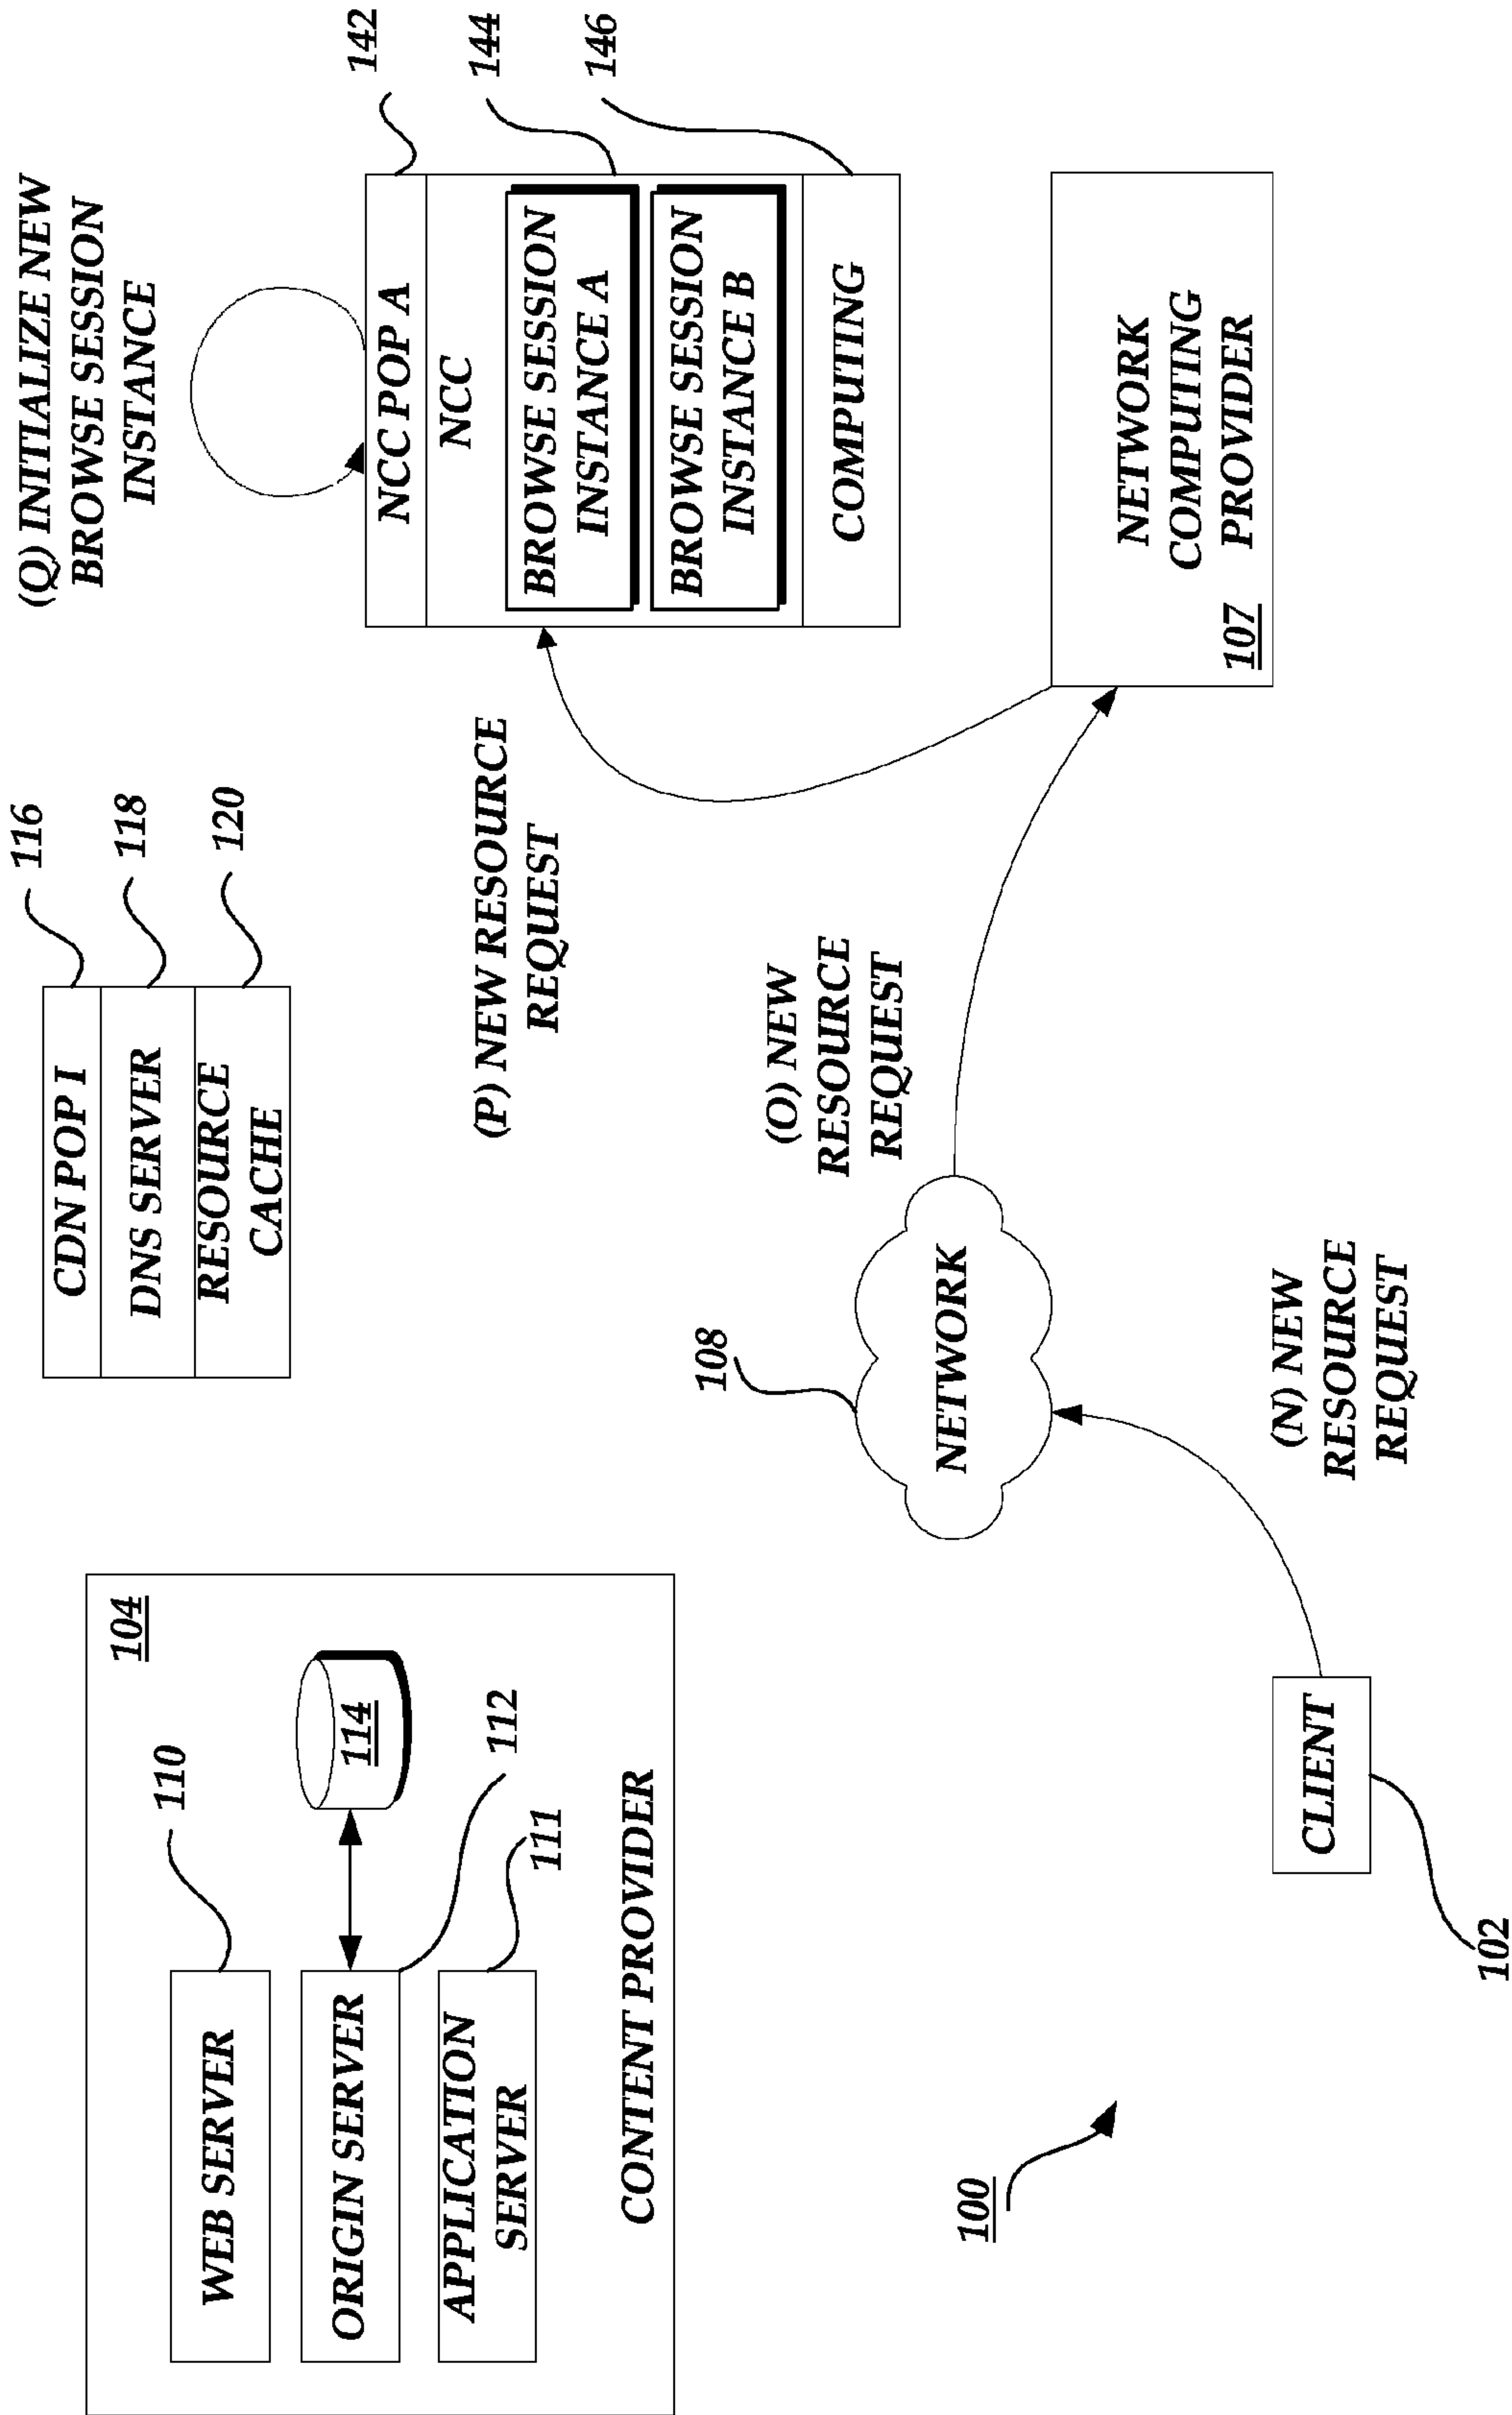 104
110
WEB SERVER
114
ORIGIN SERVER
112
APPLICATION
SERVER
111
CONTENT PROVIDER
116
CDN POP I
118
DNS SERVER
120
RESOURCE
CACHE
(Q) INITIALIZE NEW
BROWSE SESSION
INSTANCE
142
NCC POP A
NCC
144
BROWSE SESSION
INSTANCE A
146
BROWSE SESSION
INSTANCE B
COMPUTING
(P) NEW RESOURCE
REQUEST
108
NETWORK
(O) NEW
RESOURCE
REQUEST
NETWORK
COMPUTING
PROVIDER
107
100
CLIENT
102
(N) NEW
RESOURCE
REQUEST